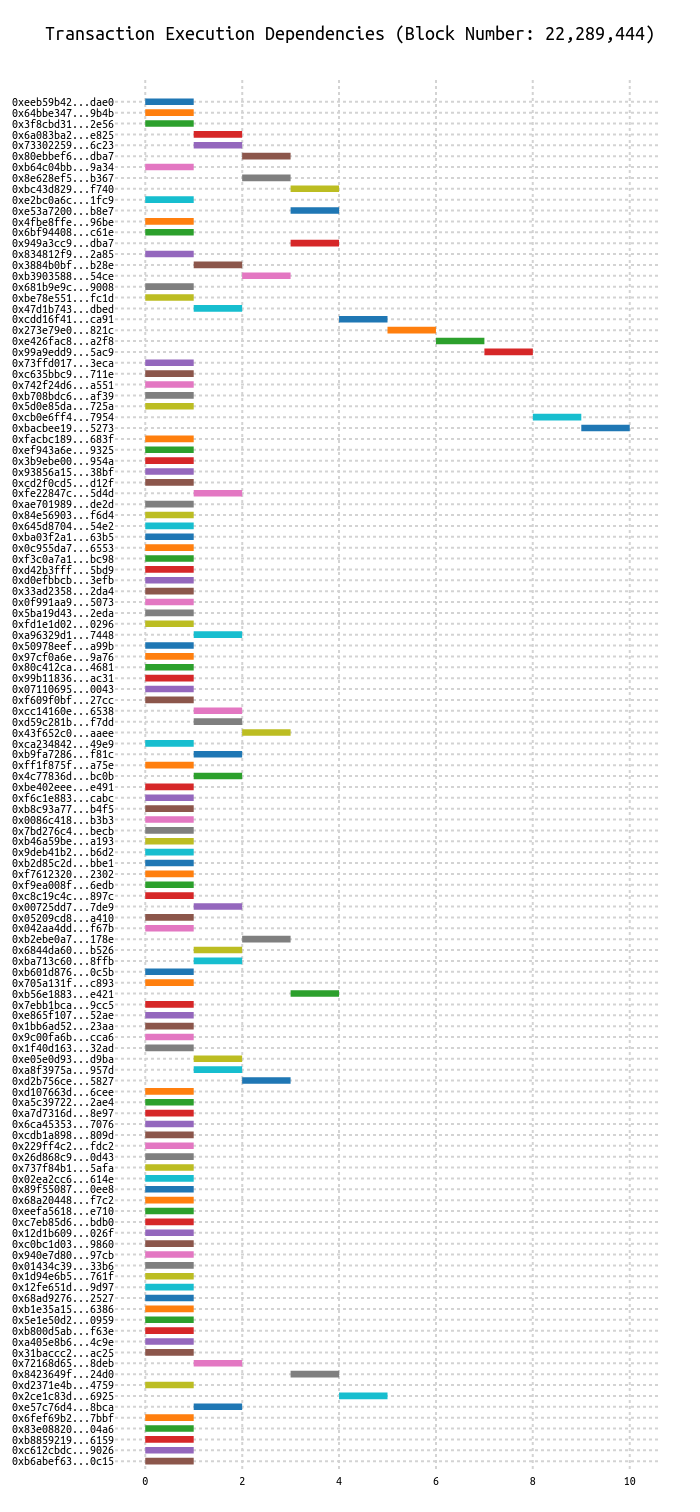 Transaction Execution Dependencies (Block Number: 22,289,444)
0xeeb59b42...dae0
0x64bbe347...9b4b
0x3f8cbd31...2e56
0x6a083ba2...e825
0x73302259...6c23
0x80ebbef6...dba7
0xb64c04bb...9a34
0x8e628ef5...b367
0xbc43d829...f740
0xe2bc0a6c...1fc9
0xe53a7200...b8e7
0x4fbe8ffe...96be
0x6bf94408...c61e
0x949a3cc9...dba7
0x834812f9...2a85
0x3884b0bf...b28e
0xb3903588...54ce
0x681b9e9c...9008
0xbe78e551...fc1d
0x47d1b743...dbed
0xcdd16f41...ca91
0x273e79e0...821c
0xe426fac8...a2f8
0x99a9edd9...5ac9
0x73ffd017...3eca
0xc635bbc9...711e
0x742f24d6...a551
0xb708bdc6...af39
0x5d0e85da...725a
0xcb0e6ff4...7954
0xbacbee19...5273
0xfacbc189...683f
0xef943a6e...9325
0x3b9ebe00...954a
0x93856a15...38bf
0xcd2f0cd5...d12f
0xfe22847c...5d4d
0xae701989...de2d
0x84e56903...f6d4
0x645d8704...54e2
0xba03f2a1...63b5
0x0c955da7...6553
0xf3c0a7a1...bc98
0xd42b3fff...5bd9
0xd0efbbcb...3efb
0x33ad2358...2da4
0x0f991aa9...5073
0x5ba19d43...2eda
0xfd1e1d02...0296
0xa96329d1...7448
0x50978eef...a99b
0x97cf0a6e...9a76
0x80c412ca...4681
0x99b11836...ac31
0x07110695...0043
0xf609f0bf...27cc
0xcc14160e...6538
0xd59c281b...f7dd
0x43f652c0...aaee
0xca234842...49e9
0xb9fa7286...f81c
0xff1f875f...a75e
0x4c77836d...bc0b
0xbe402eee...e491
0xf6c1e883...cabc
0xb8c93a77...b4f5
0x0086c418...b3b3
0x7bd276c4...becb
0xb46a59be...a193
0x9deb41b2...b6d2
0xb2d85c2d...bbe1
0xf7612320...2302
0xf9ea008f...6edb
0xc8c19c4c...897c
0x00725dd7...7de9
0x05209cd8...a410
0x042aa4dd...f67b
0xb2ebe0a7...178e
0x6844da60...b526
0xba713c60...8ffb
0xb601d876...0c5b
0x705a131f...c893
0xb56e1883...e421
0x7ebb1bca...9cc5
0xe865f107...52ae
0x1bb6ad52...23aa
0x9c00fa6b...cca6
0x1f40d163...32ad
0xe05e0d93...d9ba
0xa8f3975a...957d
0xd2b756ce...5827
0xd107663d...6cee
0xa5c39722...2ae4
0xa7d7316d...8e97
0x6ca45353...7076
0xcdb1a898...809d
0x229ff4c2...fdc2
0x26d868c9...0d43
0x737f84b1...5afa
0x02ea2cc6...614e
0x89f55087...0ee8
0x68a20448...f7c2
0xeefa5618...e710
0xc7eb85d6...bdb0
0x12d1b609...026f
0xc0bc1d03...9860
0x940e7d80...97cb
0x01434c39...33b6
0x1d94e6b5...761f
0x12fe651d...9d97
0x68ad9276...2527
0xb1e35a15...6386
0x5e1e50d2...0959
0xb800d5ab...f63e
0xa405e8b6...4c9e
0x31baccc2...ac25
0x72168d65...8deb
0x8423649f...24d0
0xd2371e4b...4759
0x2ce1c83d...6925
0xe57c76d4...8bca
0x6fef69b2...7bbf
0x83e08820...04a6
0xb8859219...6159
0xc612cbdc...9026
0xb6abef63...0c15
0 2 4 6 8 10